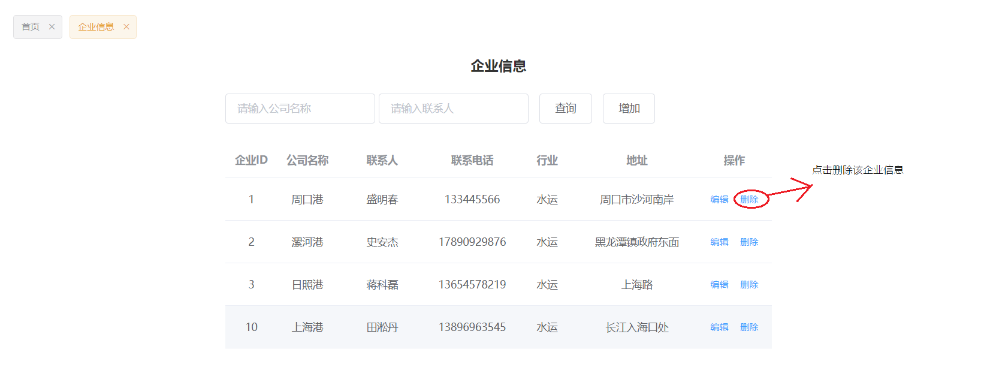 首页 企业信息
企业信息
请输入公司名称 请输入联系人 查询 增加
企业ID 公司名称 联系人 联系电话 行业 地址 操作
点击删除该企业信息
1 周口港 盛明春 133445566 水运 周口市沙河南岸 编辑 删除
2 漯河港 史安杰 17890929876 水运 黑龙潭镇政府东面 编辑 删除
3 日照港 蒋科磊 13654578219 水运 上海路 编辑 删除
10 上海港 田淞丹 13896963545 水运 长江入海口处 编辑 删除